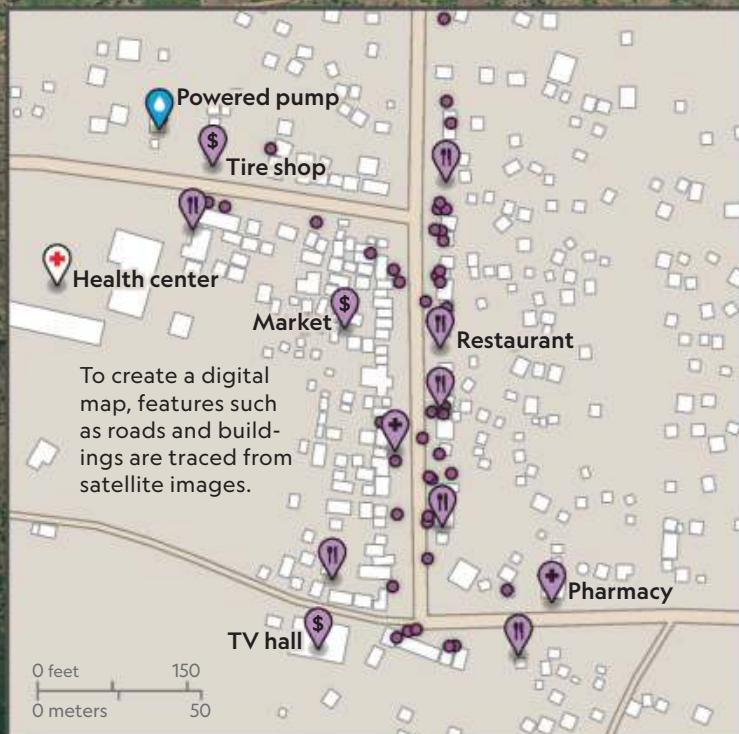 Powered pump
$
Tire shop
Health center
$
Market
Restaurant
To create a digital
map, features such
as roads and build-
ings are traced from
satellite images.
Pharmacy
$
TV hall
0 feet 150
0 meters 50